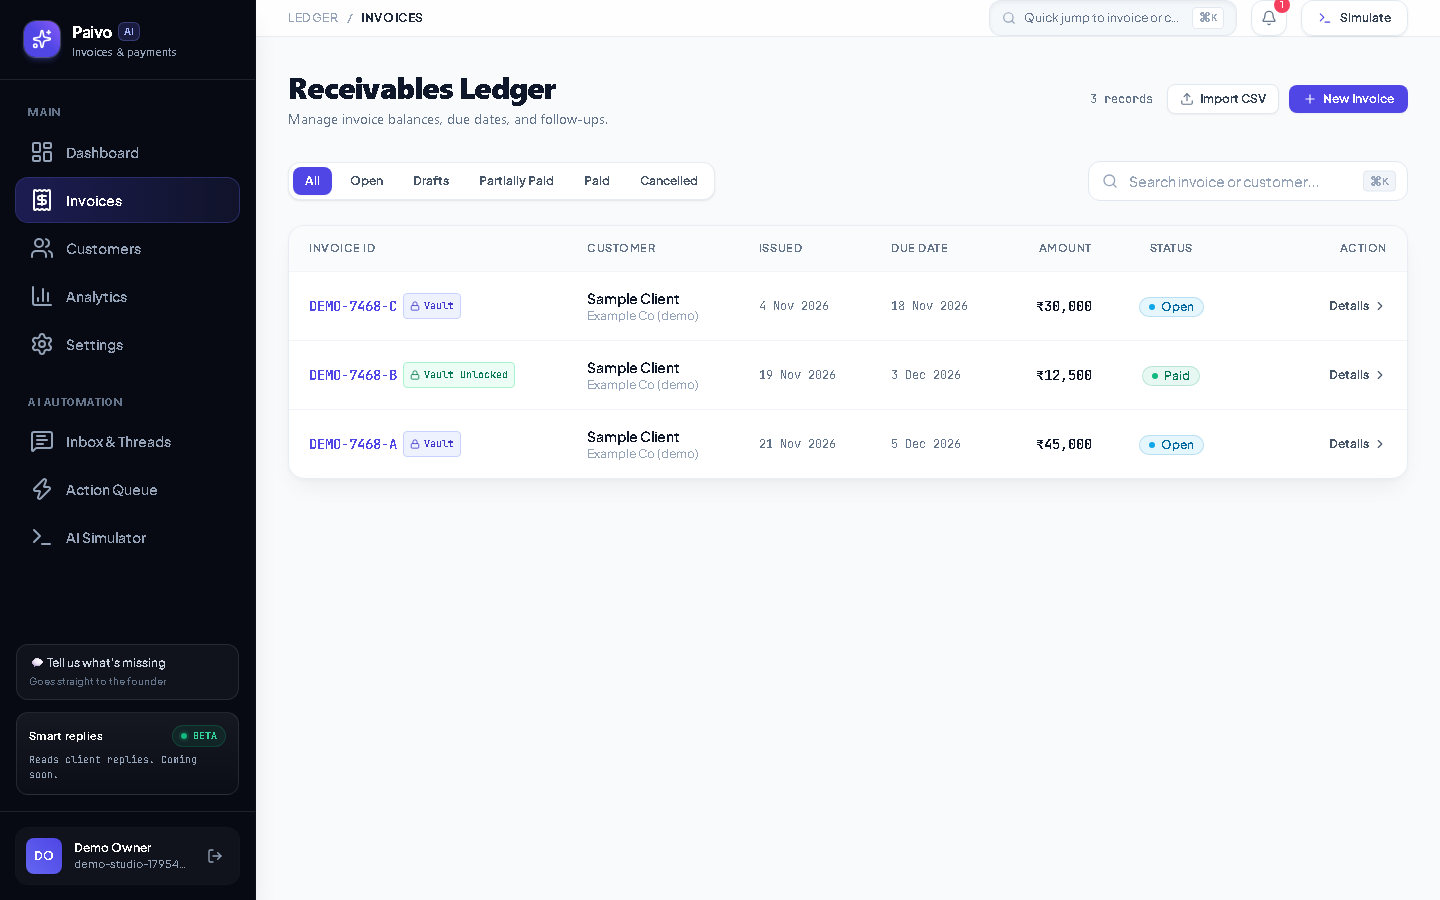 Paivo AI
Invoices & payments
MAIN
Dashboard
Invoices
Customers
Analytics
Settings
AI AUTOMATION
Inbox & Threads
Action Queue
AI Simulator
Tell us what's missing
Goes straight to the founder
Smart replies BETA
Reads client replies. Coming
soon.
DO Demo Owner
demo-studio-17954...
LEDGER / INVOICES
Quick jump to invoice or c... ⌘K
1
Simulate
Receivables Ledger
Manage invoice balances, due dates, and follow-ups.
3 records Import CSV New Invoice
All Open Drafts Partially Paid Paid Cancelled
Search invoice or customer... ⌘K
INVOICE ID CUSTOMER ISSUED DUE DATE AMOUNT STATUS ACTION
DEMO-7468-C Vault Sample Client 4 Nov 2026 18 Nov 2026 ₹30,000 Open Details
Example Co (demo)
DEMO-7468-B Vault Unlocked Sample Client 19 Nov 2026 3 Dec 2026 ₹12,500 Paid Details
Example Co (demo)
DEMO-7468-A Vault Sample Client 21 Nov 2026 5 Dec 2026 ₹45,000 Open Details
Example Co (demo)